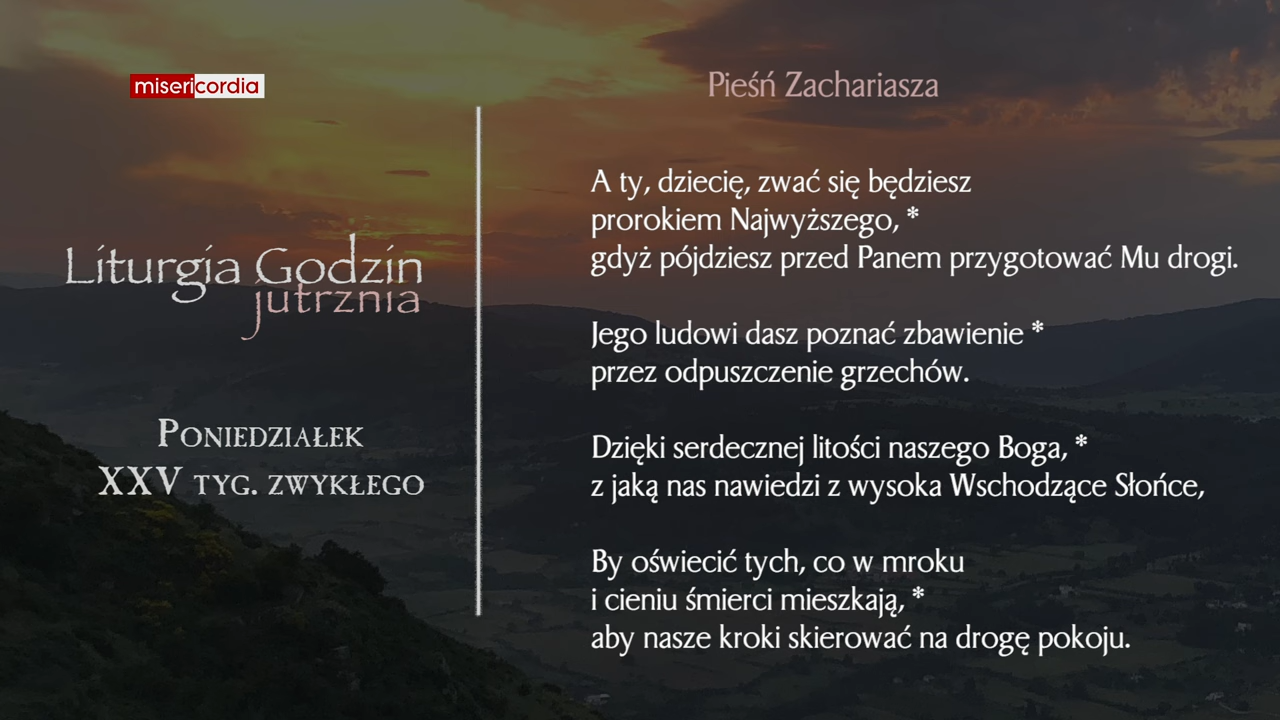 misericordia
Liturgia Godzin
jutrznia
Poniedziałek
XXV tyg. zwykłego
Pieśń Zachariasza
A ty, dziecię, zwać się będziesz
prorokiem Najwyższego, *
gdyż pójdziesz przed Panem przygotować Mu drogi.
Jego ludowi dasz poznać zbawienie *
przez odpuszczenie grzechów.
Dzięki serdecznej litości naszego Boga, *
z jaką nas nawiedzi z wysoka Wschodzące Słońce,
By oświecić tych, co w mroku
i cieniu śmierci mieszkają, *
aby nasze kroki skierować na drogę pokoju.